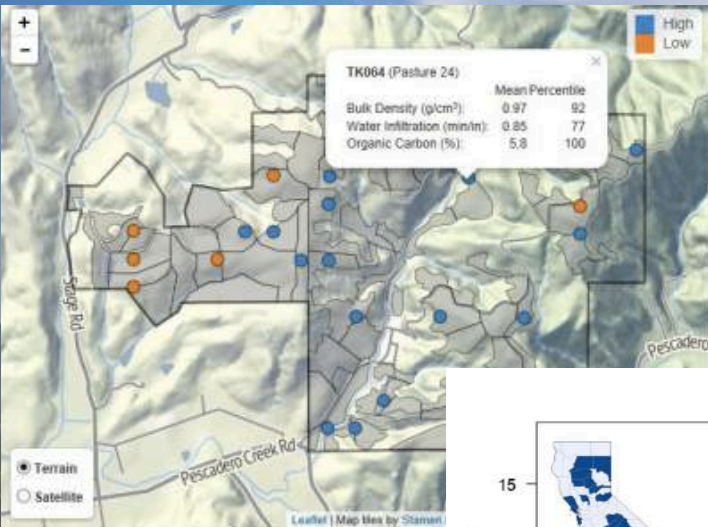 +
−
High
Low
×
TK064 (Pasture 24)
Mean Percentile
Bulk Density (g/cm³): 0.97 92
Water Infiltration (min/in): 0.85 77
Organic Carbon (%): 5.8 100
Stage Rd
Pescadero
Pescadero Creek Rd
Terrain
Satellite
Leaflet | Map tiles by Stamen
15